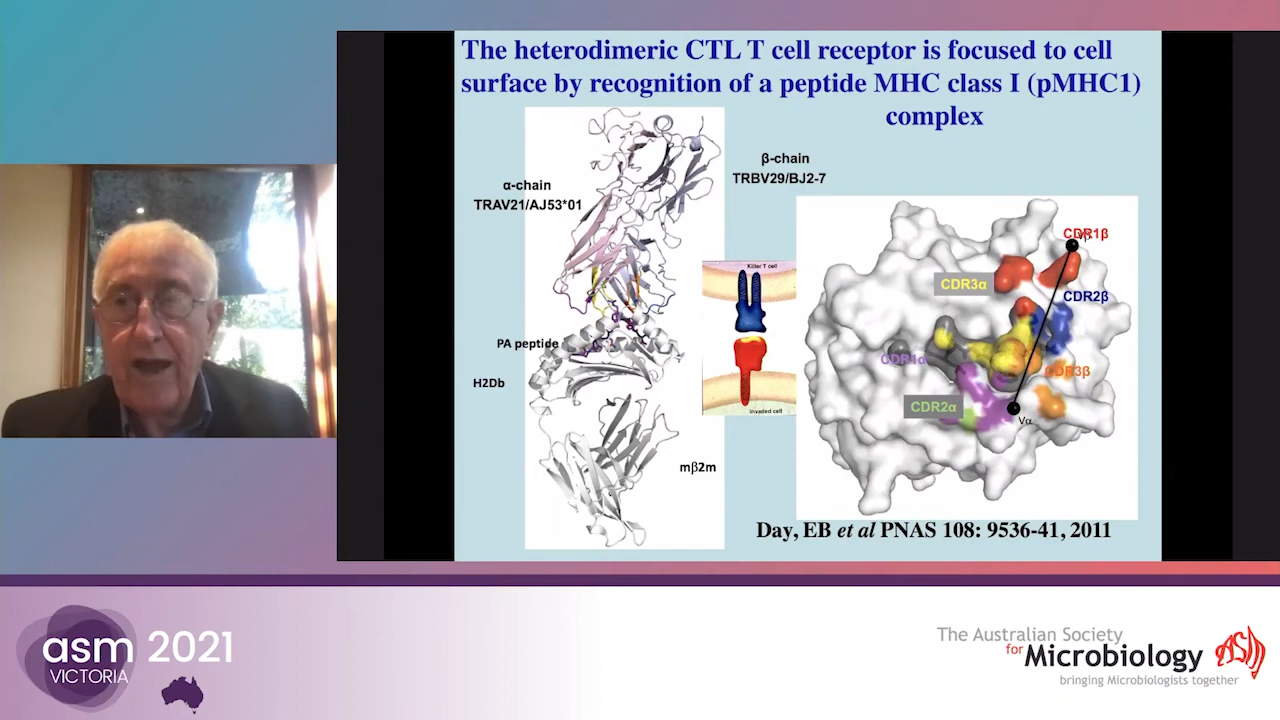 The heterodimeric CTL T cell receptor is focused to cell
surface by recognition of a peptide MHC class I (pMHC1)
complex
α-chain
TRAV21/AJ53*01
β-chain
TRBV29/BJ2-7
PA peptide
H2Db
mβ2m
Killer T cell
Invaded cell
CDR1β
Vβ
CDR3α
CDR2β
CDR1α
CDR3β
CDR2α
Vα
Day, EB et al PNAS 108: 9536-41, 2011
asm 2021
VICTORIA
The Australian Society
for Microbiology
bringing Microbiologists together
ASM